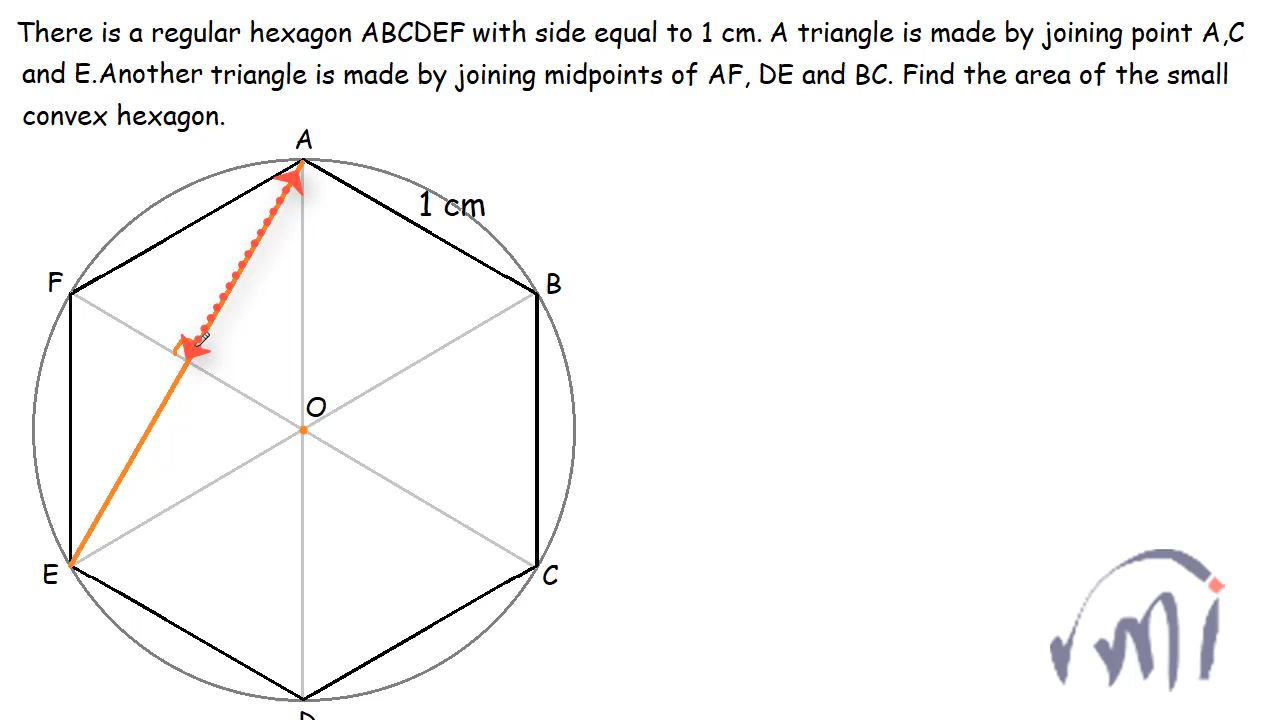 There is a regular hexagon ABCDEF with side equal to 1 cm. A triangle is made by joining point A,C
and E.Another triangle is made by joining midpoints of AF, DE and BC. Find the area of the small
convex hexagon.
A
1 cm
F
B
O
E
C
D